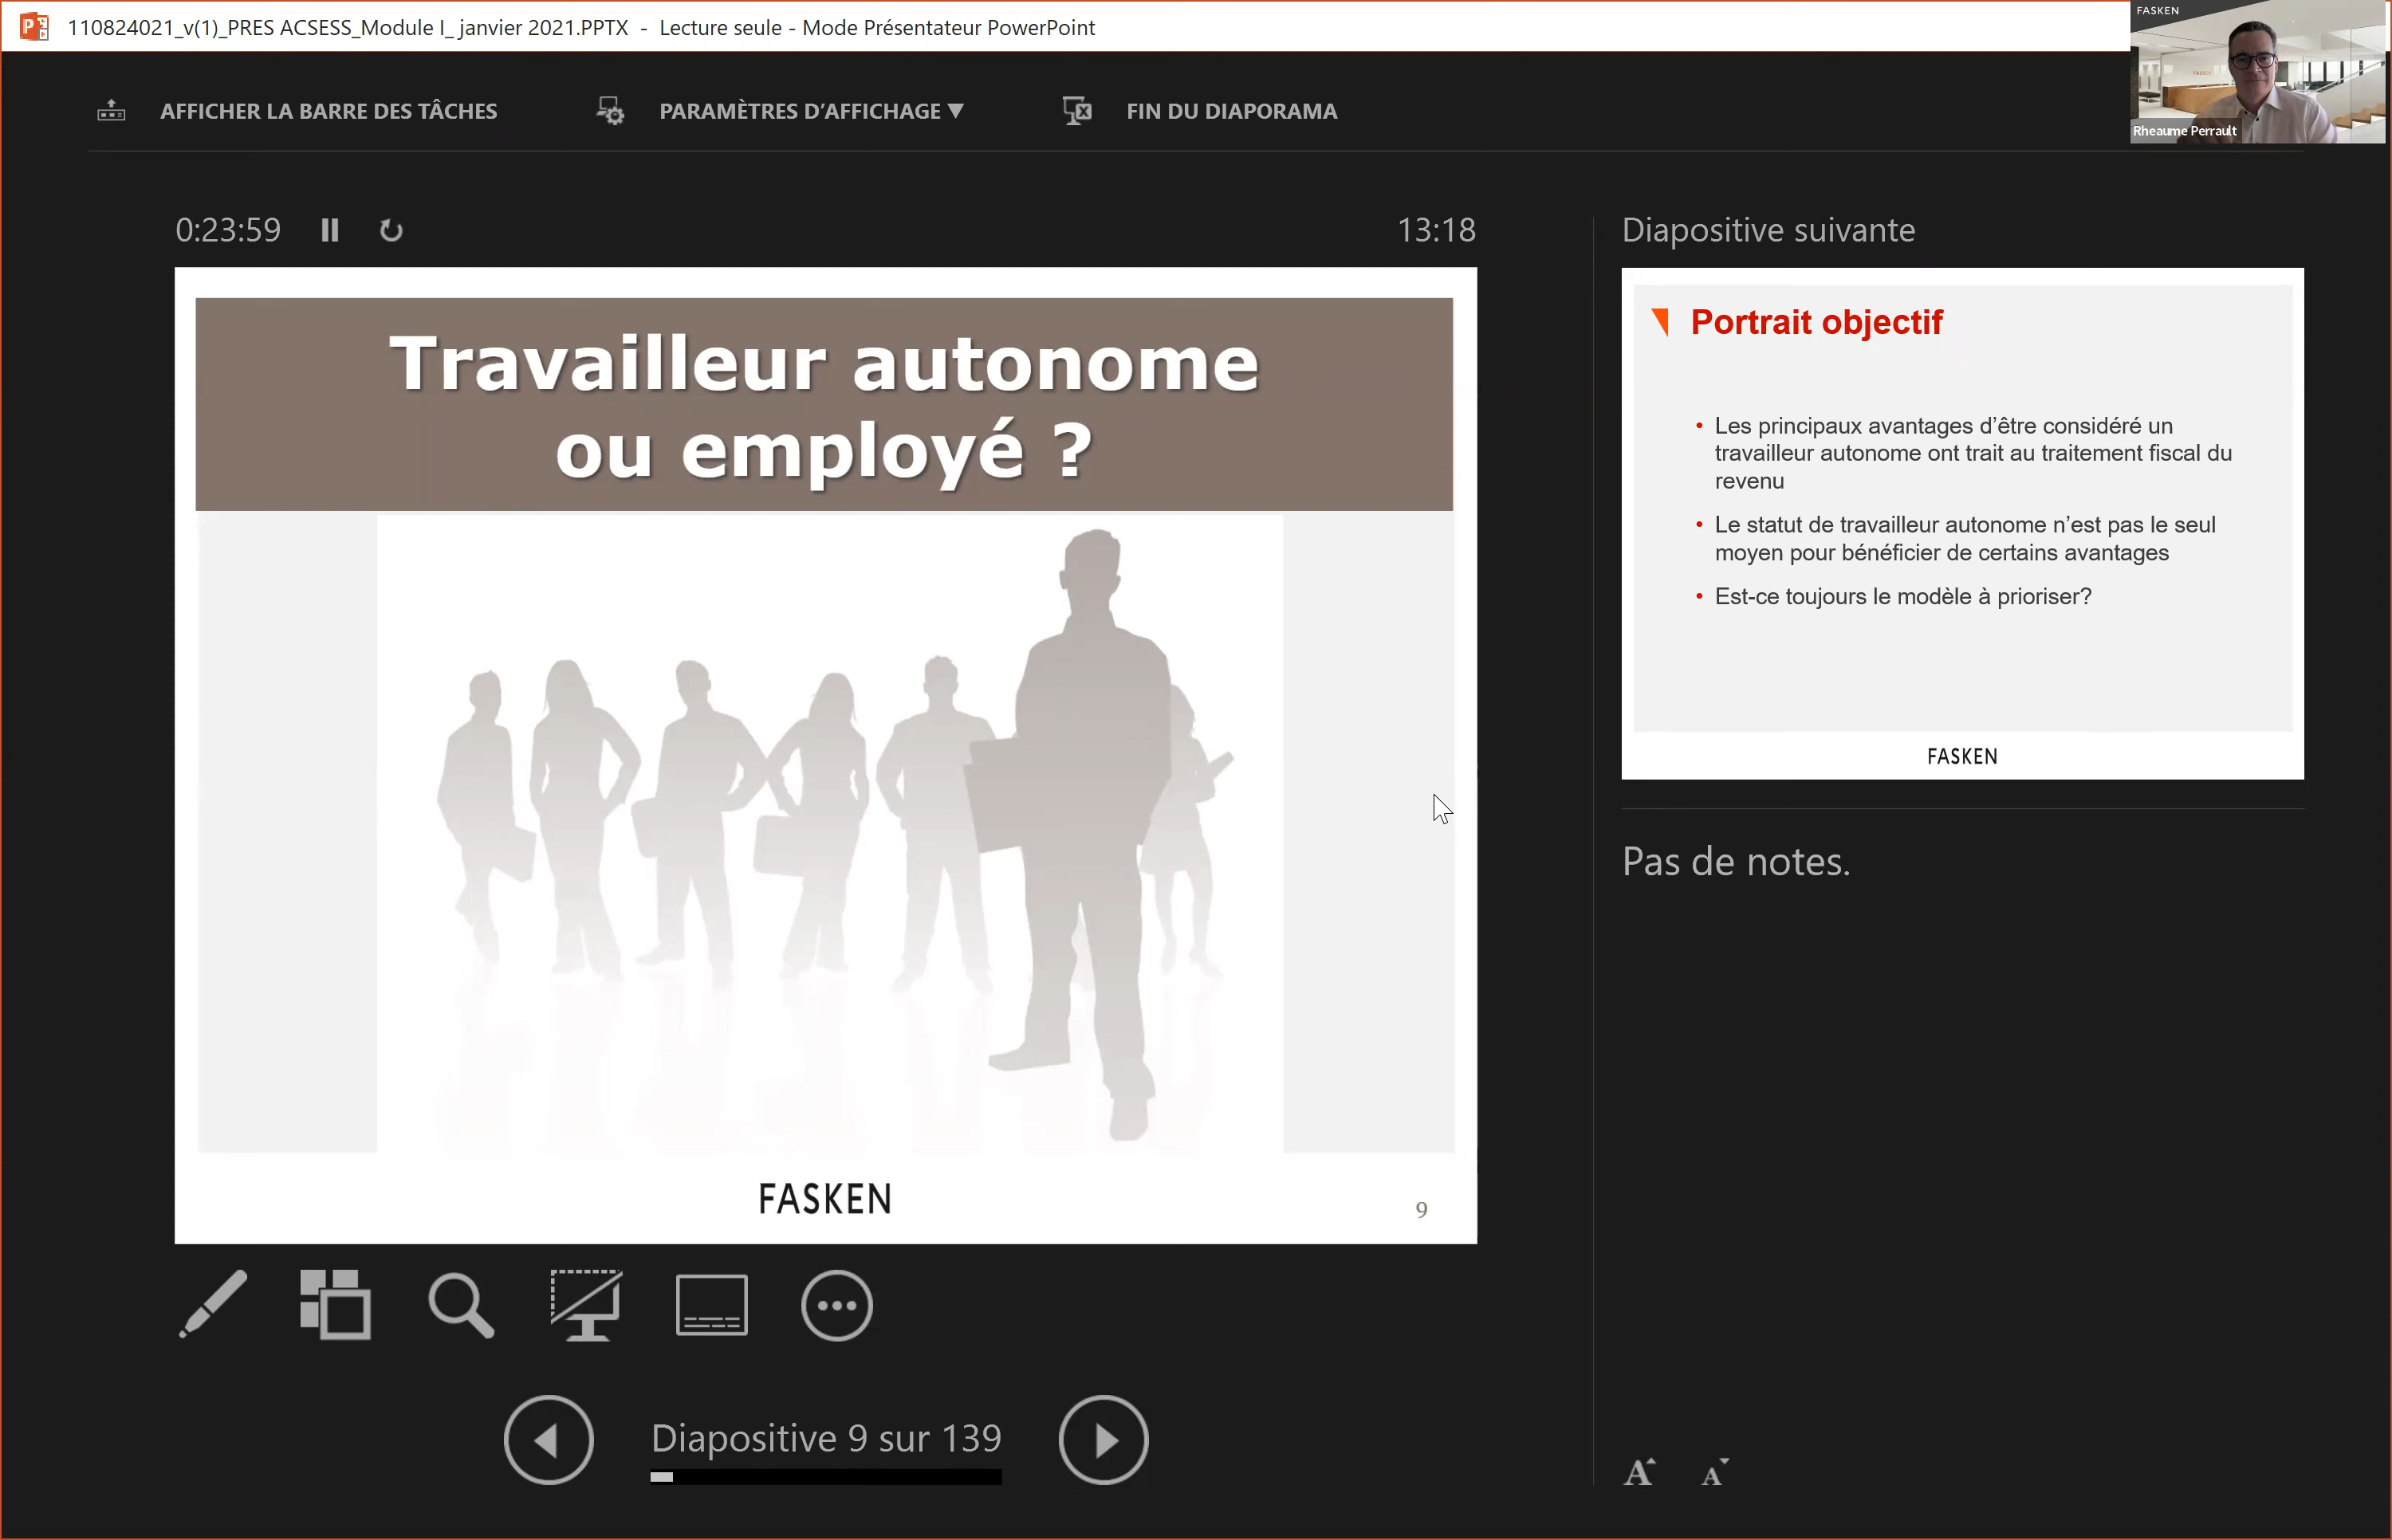 110824021_v(1)_PRES ACSESS_Module I_ janvier 2021.PPTX - Lecture seule - Mode Présentateur PowerPoint
FASKEN
Rheaume Perrault
AFFICHER LA BARRE DES TÂCHES
PARAMÈTRES D’AFFICHAGE ▼
FIN DU DIAPORAMA
0:23:59
13:18
Travailleur autonome
ou employé ?
FASKEN
9
Diapositive 9 sur 139
Diapositive suivante
Portrait objectif
• Les principaux avantages d’être considéré un
travailleur autonome ont trait au traitement fiscal du
revenu
• Le statut de travailleur autonome n’est pas le seul
moyen pour bénéficier de certains avantages
• Est-ce toujours le modèle à prioriser?
FASKEN
Pas de notes.
A A